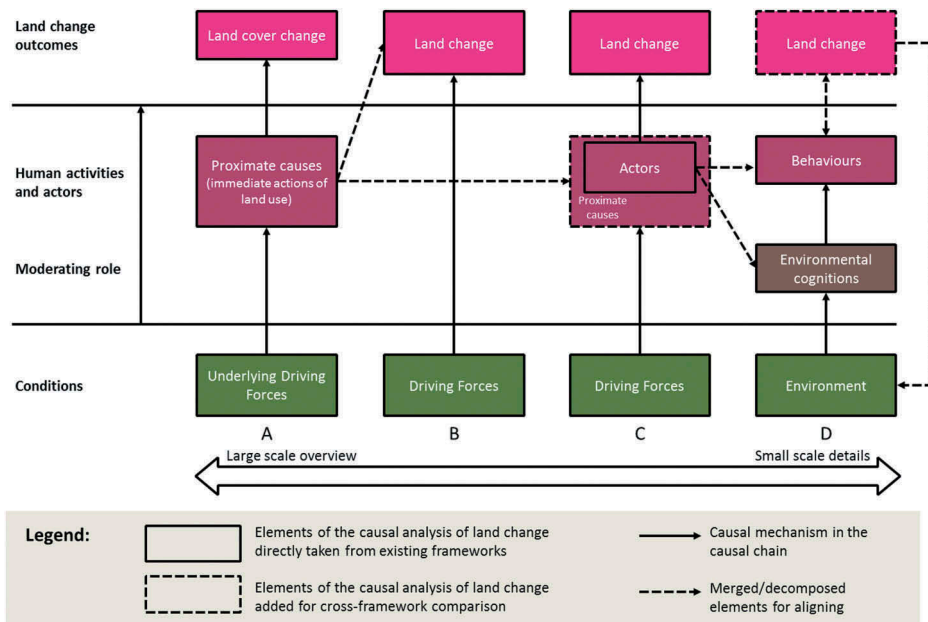 Land change
outcomes
Land cover change
Land change
Land change
Land change
Human activities
and actors
Proximate causes
(immediate actions of
land use)
Actors
Proximate
causes
Behaviours
Moderating role
Environmental
cognitions
Conditions
Underlying Driving
Forces
Driving Forces
Driving Forces
Environment
A
B
C
D
Large scale overview
Small scale details
Legend:
Elements of the causal analysis of land change
directly taken from existing frameworks
Causal mechanism in the
causal chain
Elements of the causal analysis of land change
added for cross-framework comparison
Merged/decomposed
elements for aligning